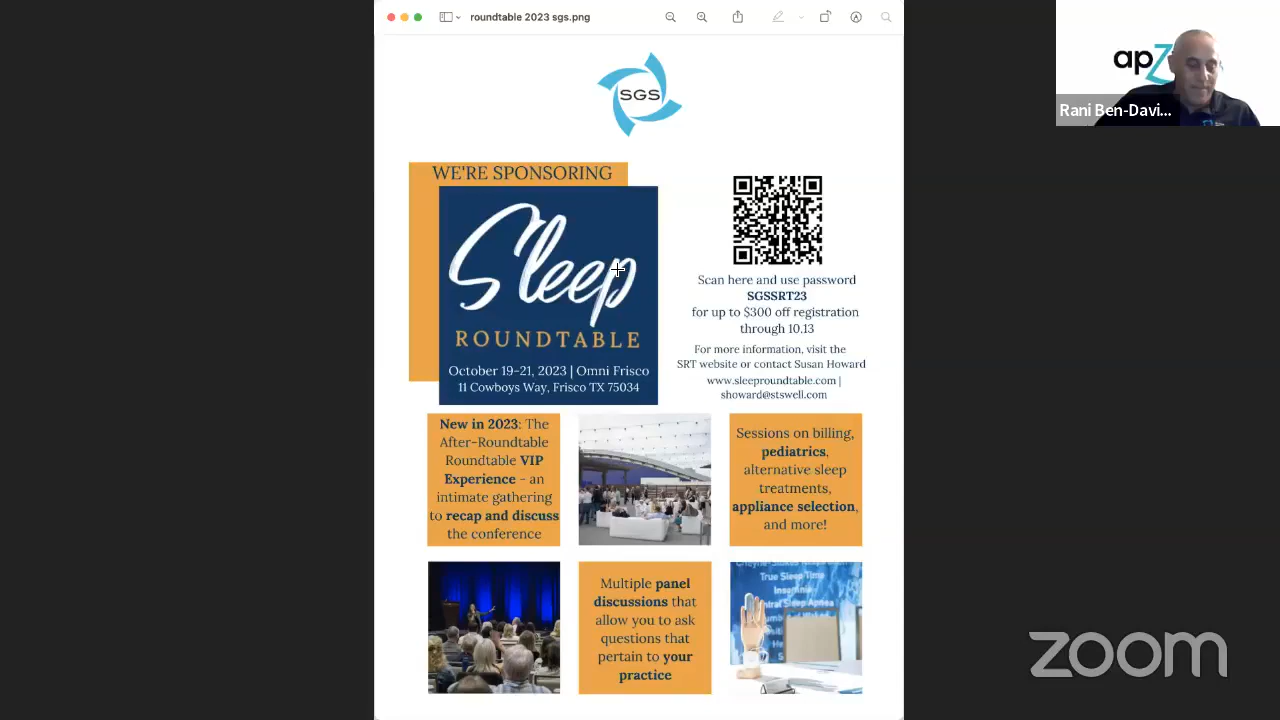 roundtable 2023 sgs.png
SGS
WE'RE SPONSORING
Sleep
ROUNDTABLE
October 19-21, 2023 | Omni Frisco
11 Cowboys Way, Frisco TX 75034
Scan here and use password
SGSSRT23
for up to $300 off registration
through 10.13
For more information, visit the
SRT website or contact Susan Howard
www.sleeproundtable.com |
showard@stswell.com
New in 2023: The
After-Roundtable
Roundtable VIP
Experience - an
intimate gathering
to recap and discuss
the conference
Sessions on billing,
pediatrics,
alternative sleep
treatments,
appliance selection,
and more!
Multiple panel
discussions that
allow you to ask
questions that
pertain to your
practice
True Sleep Time
Insomnia
Sleep Apnea
apZ
Rani Ben-Davi...
zoom